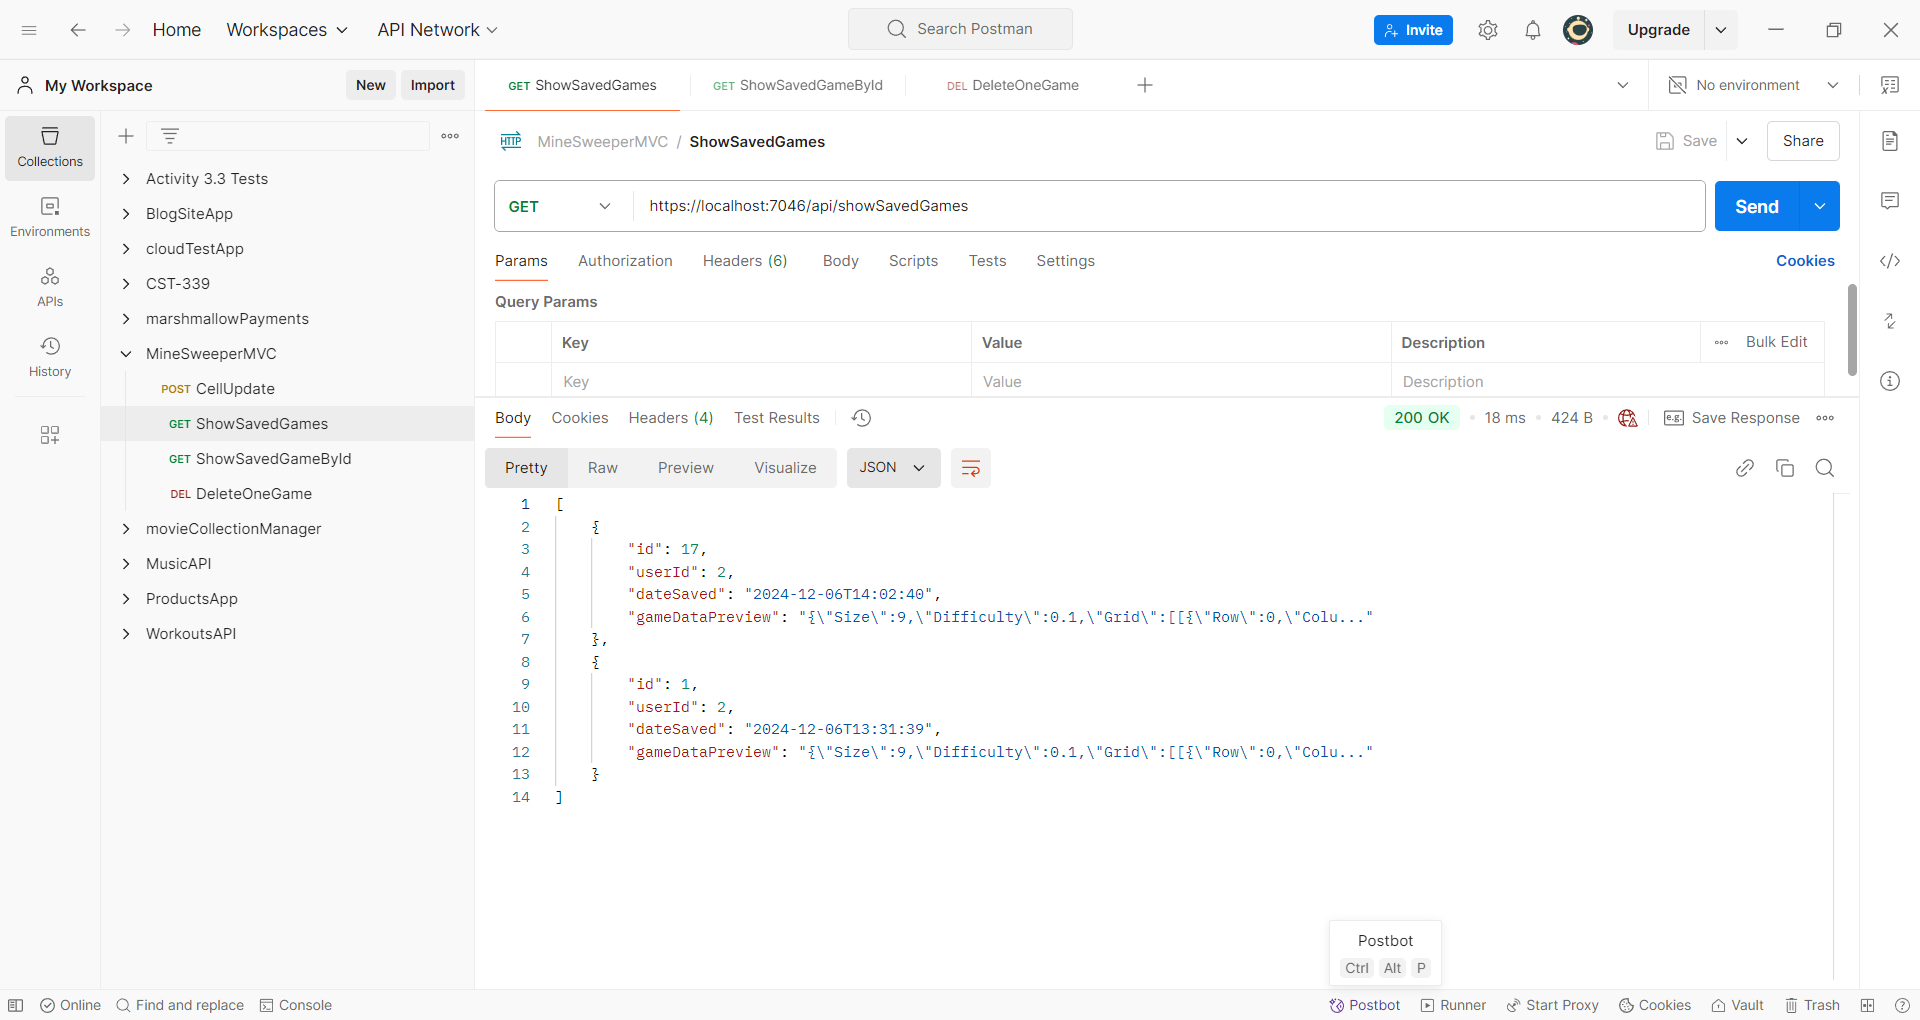 Home Workspaces API Network Search Postman Invite Upgrade
My Workspace New Import
GET ShowSavedGames GET ShowSavedGameById DEL DeleteOneGame No environment
Collections
Environments
APIs
History
Activity 3.3 Tests
BlogSiteApp
cloudTestApp
CST-339
marshmallowPayments
MineSweeperMVC
POST CellUpdate
GET ShowSavedGames
GET ShowSavedGameById
DEL DeleteOneGame
movieCollectionManager
MusicAPI
ProductsApp
WorkoutsAPI
HTTP MineSweeperMVC / ShowSavedGames Save Share
GET https://localhost:7046/api/showSavedGames Send
Params Authorization Headers (6) Body Scripts Tests Settings Cookies
Query Params
Key Value Description Bulk Edit
Key Value Description
Body Cookies Headers (4) Test Results 200 OK 18 ms 424 B e.g. Save Response
Pretty Raw Preview Visualize JSON
1 [
2 {
3 "id": 17,
4 "userId": 2,
5 "dateSaved": "2024-12-06T14:02:40",
6 "gameDataPreview": "{\"Size\":9,\"Difficulty\":0.1,\"Grid\":[[{\"Row\":0,\"Colu..."
7 },
8 {
9 "id": 1,
10 "userId": 2,
11 "dateSaved": "2024-12-06T13:31:39",
12 "gameDataPreview": "{\"Size\":9,\"Difficulty\":0.1,\"Grid\":[[{\"Row\":0,\"Colu..."
13 }
14 ]
Postbot
Ctrl Alt P
Online Find and replace Console Postbot Runner Start Proxy Cookies Vault Trash